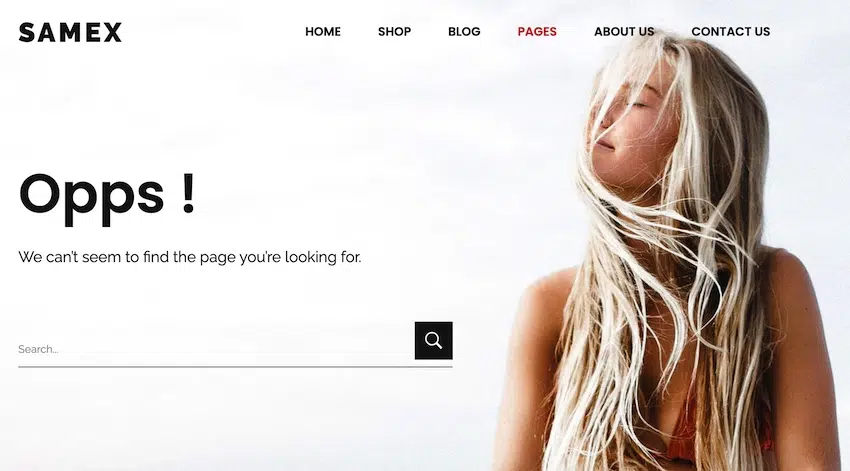 SAMEX
HOME SHOP BLOG PAGES ABOUT US CONTACT US
Opps !
We can't seem to find the page you're looking for.
Search...